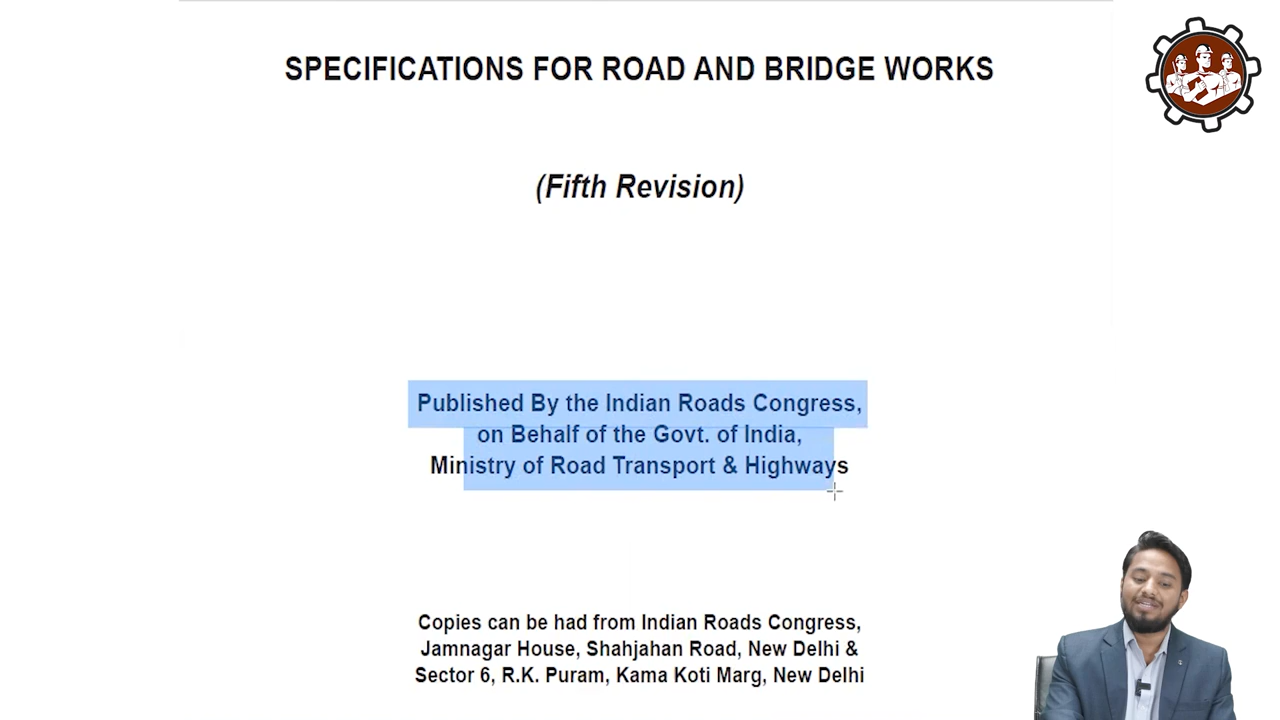 SPECIFICATIONS FOR ROAD AND BRIDGE WORKS
(Fifth Revision)
Published By the Indian Roads Congress,
on Behalf of the Govt. of India,
Ministry of Road Transport & Highways
Copies can be had from Indian Roads Congress,
Jamnagar House, Shahjahan Road, New Delhi &
Sector 6, R.K. Puram, Kama Koti Marg, New Delhi